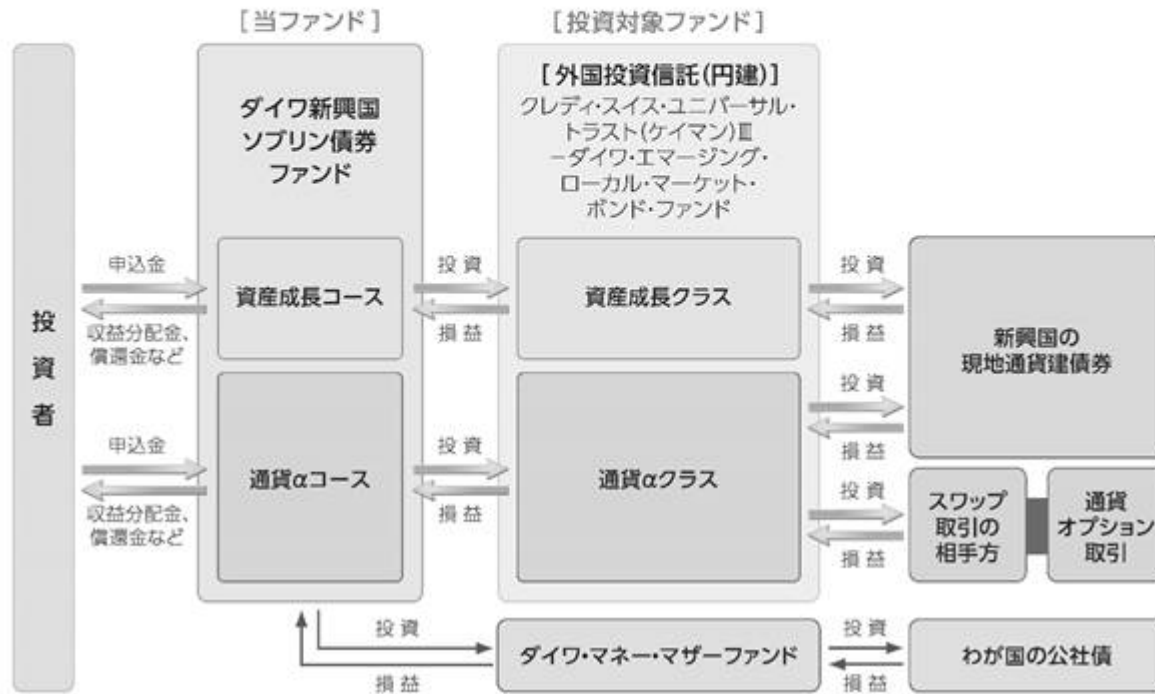 [当ファンド]
[投資対象ファンド]
投資者
ダイワ新興国
ソブリン債券
ファンド
[外国投資信託(円建)]
クレディ・スイス・ユニバーサル・
トラスト(ケイマン)Ⅲ
－ダイワ・エマージング・
ローカル・マーケット・
ボンド・ファンド
申込金
収益分配金、
償還金など
資産成長コース
投資
損益
資産成長クラス
投資
損益
新興国の
現地通貨建債券
申込金
収益分配金、
償還金など
通貨αコース
投資
損益
通貨αクラス
投資
損益
投資
損益
スワップ
取引の
相手方
通貨
オプション
取引
投資
損益
ダイワ・マネー・マザーファンド
投資
損益
わが国の公社債